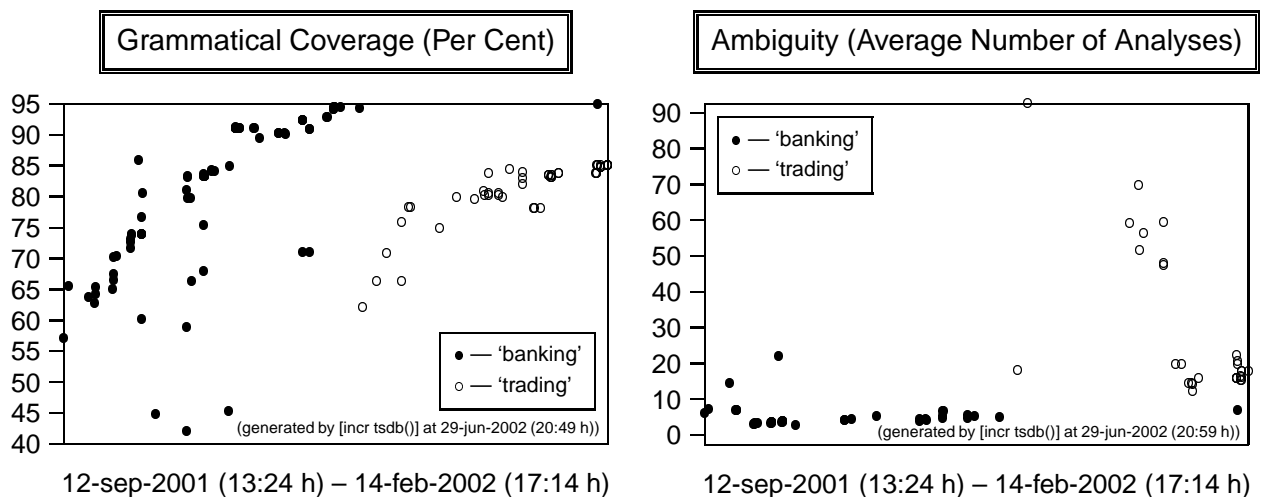 Grammatical Coverage (Per Cent)
95
90
85
80
75
70
65
60
55
50
45
40
— ‘banking’
— ‘trading’
(generated by [incr tsdb()] at 29-jun-2002 (20:49 h))
12-sep-2001 (13:24 h) – 14-feb-2002 (17:14 h)
Ambiguity (Average Number of Analyses)
90
80
70
60
50
40
30
20
10
0
— ‘banking’
— ‘trading’
(generated by [incr tsdb()] at 29-jun-2002 (20:59 h))
12-sep-2001 (13:24 h) – 14-feb-2002 (17:14 h)